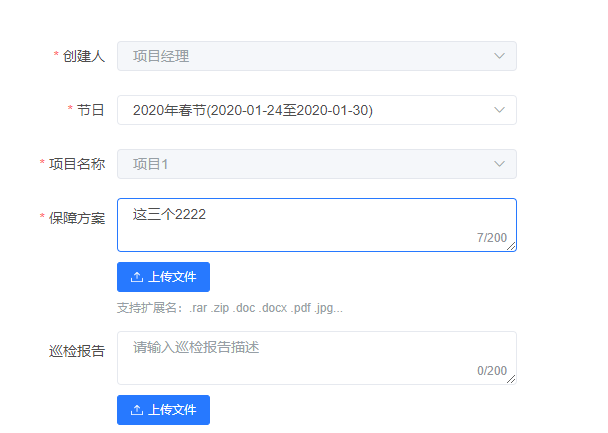 * 创建人 项目经理
* 节日 2020年春节(2020-01-24至2020-01-30)
* 项目名称 项目1
* 保障方案 这三个2222
7/200
上传文件
支持扩展名：.rar .zip .doc .docx .pdf .jpg...
巡检报告 请输入巡检报告描述
0/200
上传文件